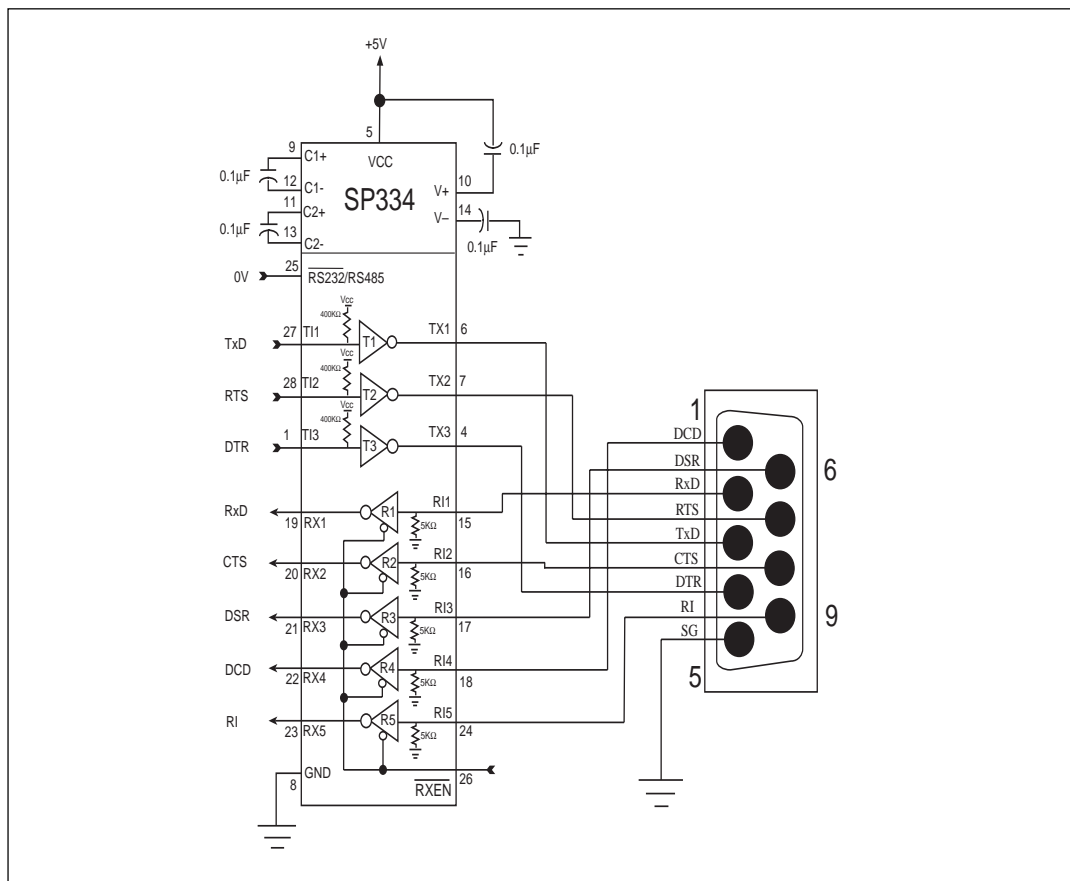 +5V
5
VCC
0.1µF
9
C1+
0.1µF
12
C1-
11
C2+
0.1µF
13
C2-
SP334
10
V+
14
V–
0.1µF
25
0V
RS232/RS485
Vcc
400KΩ
TxD
27
TI1
T1
TX1
6
Vcc
400KΩ
RTS
28
TI2
T2
TX2
7
Vcc
400KΩ
DTR
1
TI3
T3
TX3
4
RxD
19
RX1
R1
RI1
15
5KΩ
CTS
20
RX2
R2
RI2
16
5KΩ
DSR
21
RX3
R3
RI3
17
5KΩ
DCD
22
RX4
R4
RI4
18
5KΩ
RI
23
RX5
R5
RI5
24
5KΩ
GND
8
RXEN
26
1
DCD
DSR
6
RxD
RTS
TxD
CTS
DTR
RI
9
SG
5